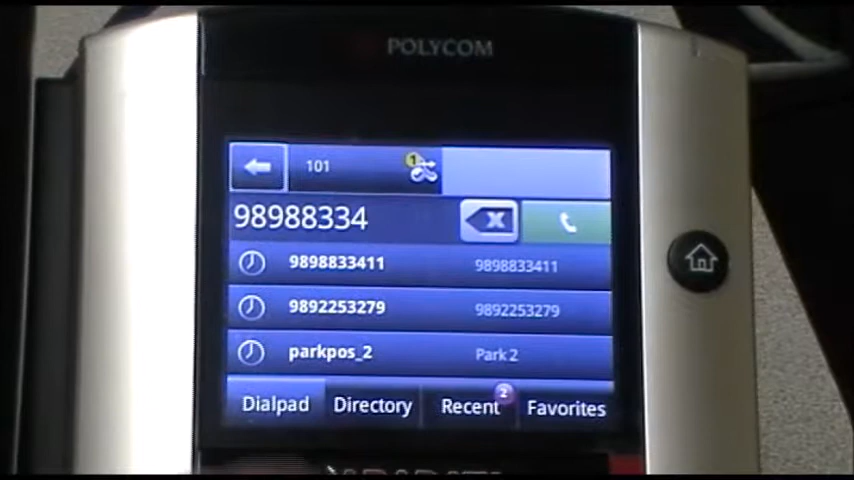 POLYCOM
101
1
98988334
X
9898833411 9898833411
9892253279 9892253279
parkpos_2 Park 2
2
Dialpad Directory Recent Favorites